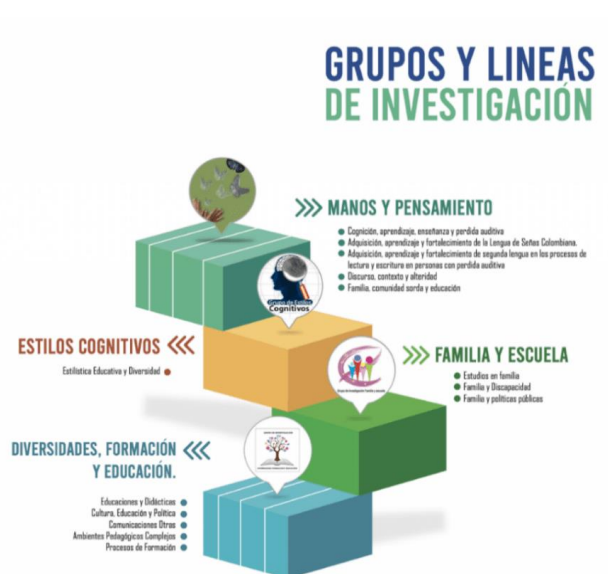 GRUPOS Y LINEAS
DE INVESTIGACIÓN
MANOS Y PENSAMIENTO
Cognición, aprendizaje, enseñanza y perdida auditiva
Adquisición, aprendizaje y fortalecimiento de la Lengua de Señas Colombiana.
Adquisición, aprendizaje y fortalecimiento de segunda lengua en los procesos de
lectura y escritura en personas con perdida auditiva
Discurso, contexto y alteridad
Familia, comunidad sorda y educación
Grupo de Estilos
Cognitivos
ESTILOS COGNITIVOS
Estilística Educativa y Diversidad
FAMILIA Y ESCUELA
Estudios en familia
Familia y Discapacidad
Familia y políticas públicas
DIVERSIDADES, FORMACIÓN
Y EDUCACIÓN.
Educaciones y Didácticas
Cultura, Educación y Política
Comunicaciones Otras
Ambientes Pedagógicos Complejos
Procesos de Formación